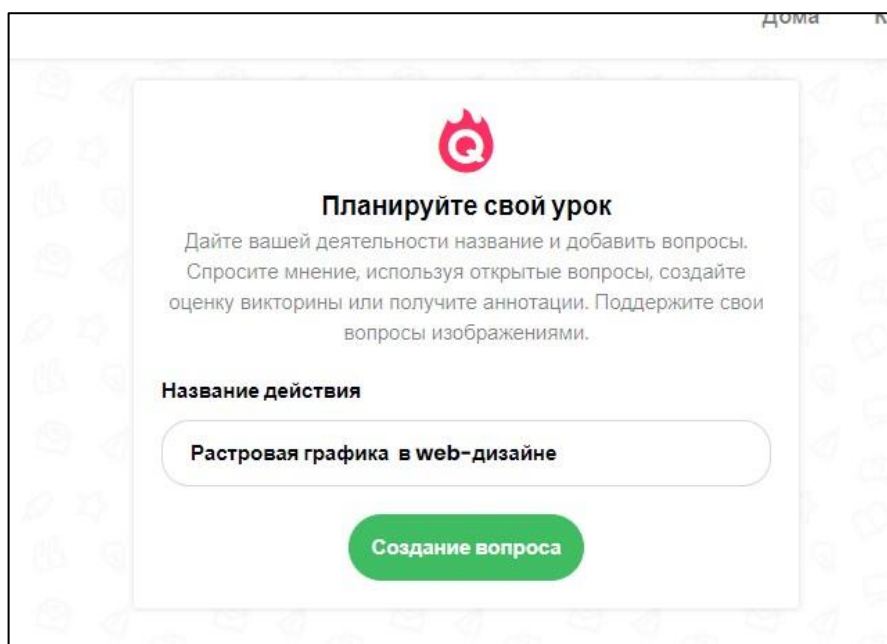 Дома К
Планируйте свой урок
Дайте вашей деятельности название и добавить вопросы.
Спросите мнение, используя открытые вопросы, создайте
оценку викторины или получите аннотации. Поддержите свои
вопросы изображениями.
Название действия
Растровая графика в web-дизайне
Создание вопроса